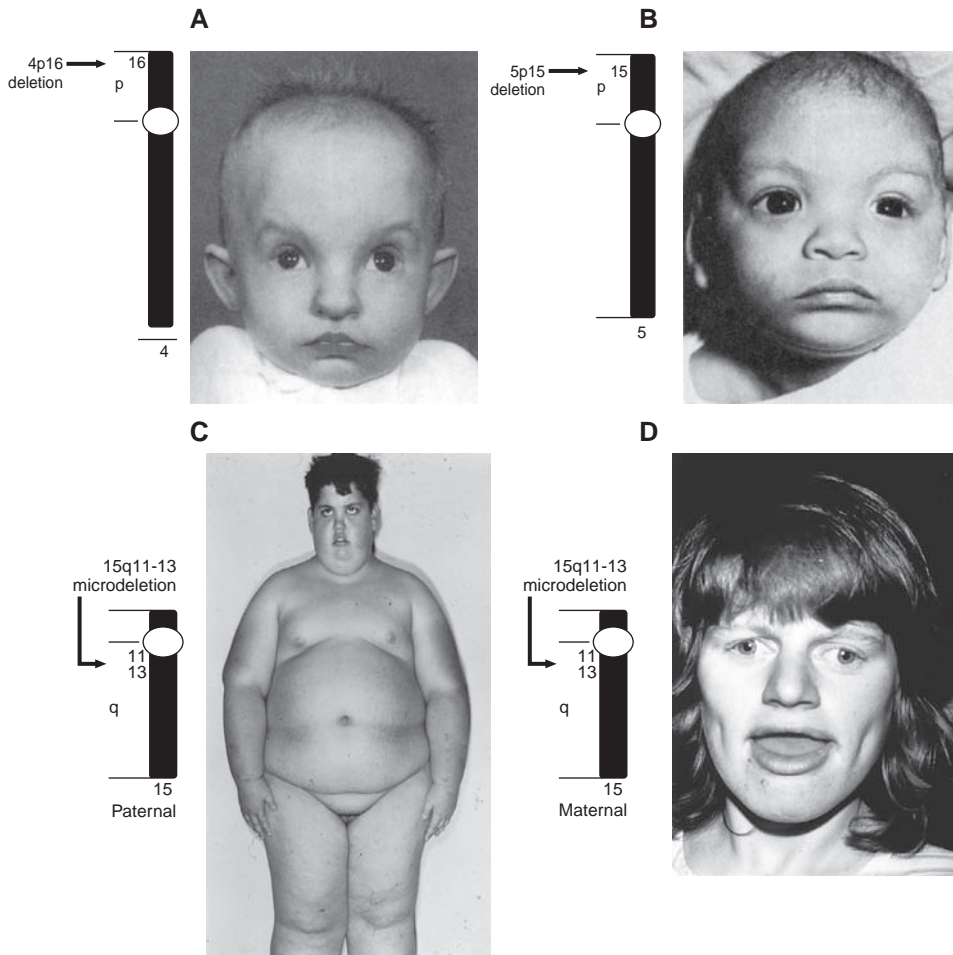 A
4p16
deletion
16
p
4
B
5p15
deletion
15
p
5
C
15q11-13
microdeletion
11
13
q
15
Paternal
D
15q11-13
microdeletion
11
13
q
15
Maternal